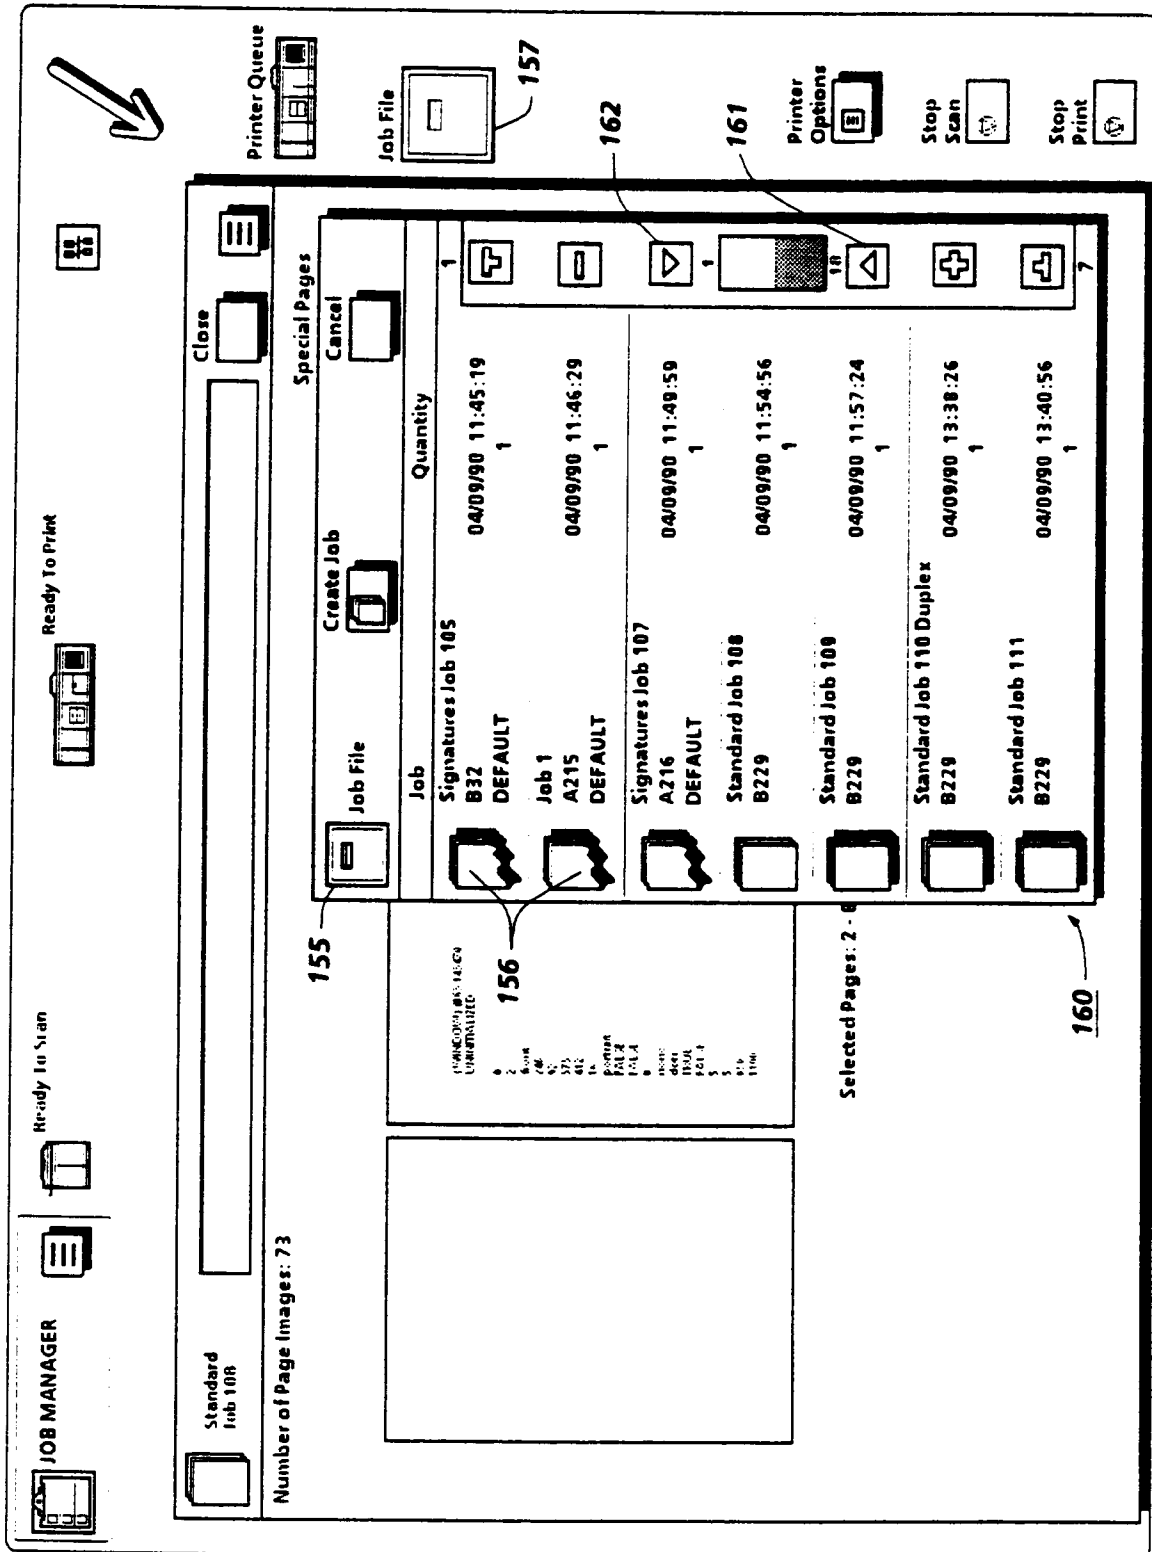 JOB MANAGER
Ready To Scan
Ready To Print
Standard
Job 108
Close
Number of Page Images: 73
Special Pages
Printer Queue
Job File
157
155
Job File
Create Job
Cancel
Job
Quantity
1
Signatures Job 105
B32
DEFAULT
04/09/90 11:45:19
1
Job 1
A215
DEFAULT
04/09/90 11:46:29
1
156
Signatures Job 107
A216
DEFAULT
04/09/90 11:49:59
1
162
Standard Job 108
B229
04/09/90 11:54:56
1
1
18
Standard Job 109
B229
04/09/90 11:57:24
1
161
Standard Job 110 Duplex
B229
04/09/90 13:38:26
1
Standard Job 111
B229
04/09/90 13:40:56
1
7
Selected Pages: 2 -
160
Printer
Options
Stop
Scan
Stop
Print